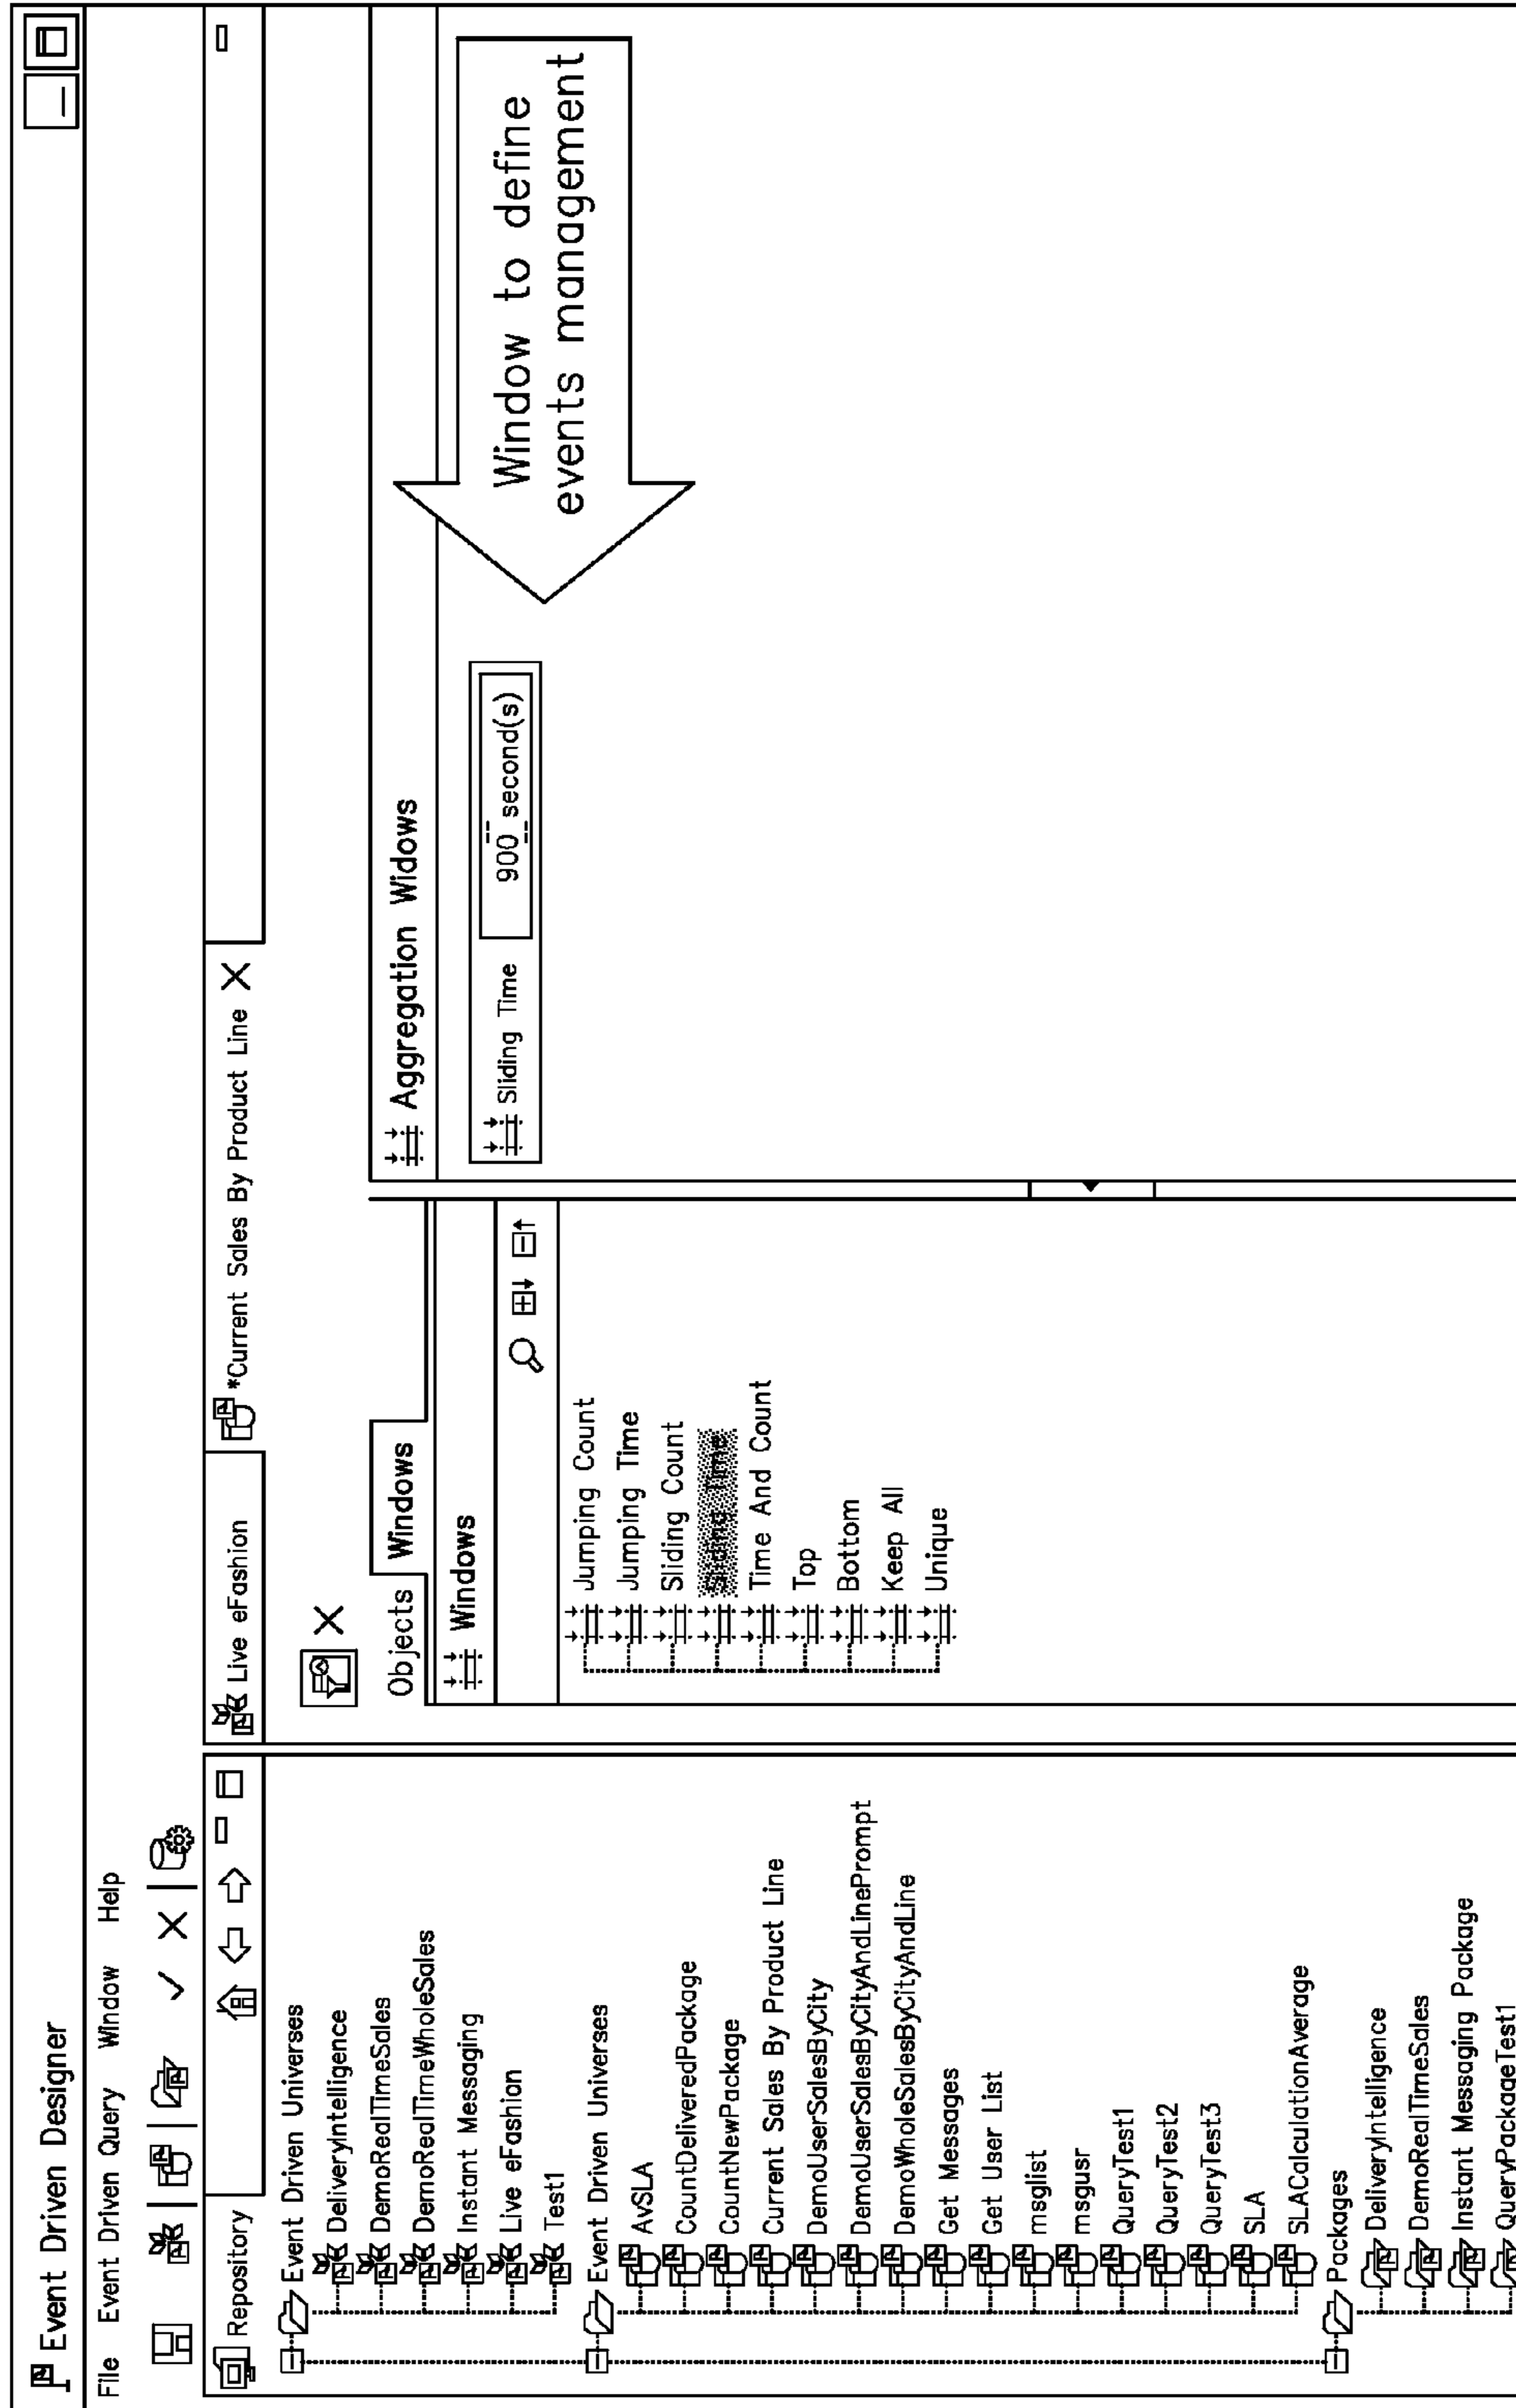 Event Driven Designer
File Event Driven Query Window Help
Repository
Event Driven Universes
DeliveryIntelligence
DemoRealTimeSales
DemoRealTimeWholeSales
Instant Messaging
Live eFashion
Test1
Event Driven Universes
AvSLA
CountDeliveredPackage
CountNewPackage
Current Sales By Product Line
DemoUserSalesByCity
DemoUserSalesByCityAndLinePrompt
DemoWholeSalesByCityAndLine
Get Messages
Get User List
msglist
msgusr
QueryTest1
QueryTest2
QueryTest3
SLA
SLACalculationAverage
Packages
DeliveryIntelligence
DemoRealTimeSales
Instant Messaging Package
QueryPackageTest1
Live eFashion
*Current Sales By Product Line
Objects Windows
Windows
Jumping Count
Jumping Time
Sliding Count
Sliding Time
Time And Count
Top
Bottom
Keep All
Unique
Aggregation Widows
Sliding Time 900 second(s)
Window to define
events management